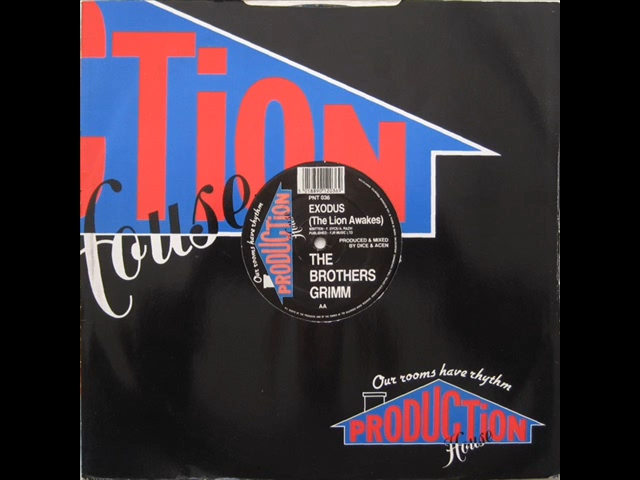 CTiON
House
PNT 036
EXODUS
(The Lion Awakes)
PRODUCED & MIXED
BY DICE & ACEN
THE
BROTHERS
GRIMM
AA
Our rooms have rhythm
PRODUCTiON
House
Our rooms have rhythm
PRODUCTiON
House